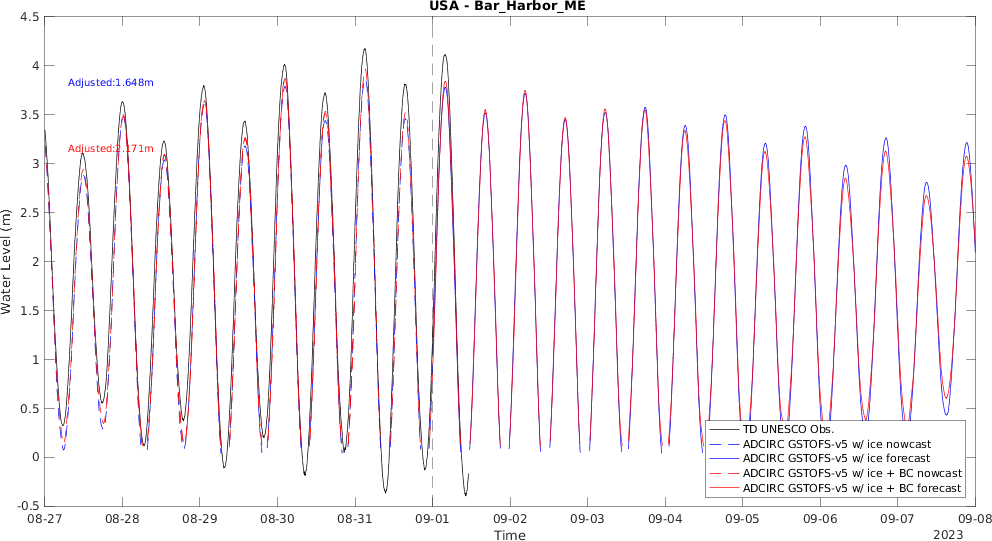 USA - Bar_Harbor_ME
4.5
4
3.5
3
2.5
2
1.5
1
0.5
0
-0.5
Water Level (m)
Adjusted:1.648m
Adjusted:2.171m
TD UNESCO Obs.
ADCIRC GSTOFS-v5 w/ ice nowcast
ADCIRC GSTOFS-v5 w/ ice forecast
ADCIRC GSTOFS-v5 w/ ice + BC nowcast
ADCIRC GSTOFS-v5 w/ ice + BC forecast
08-27 08-28 08-29 08-30 08-31 09-01 09-02 09-03 09-04 09-05 09-06 09-07 09-08
Time
2023